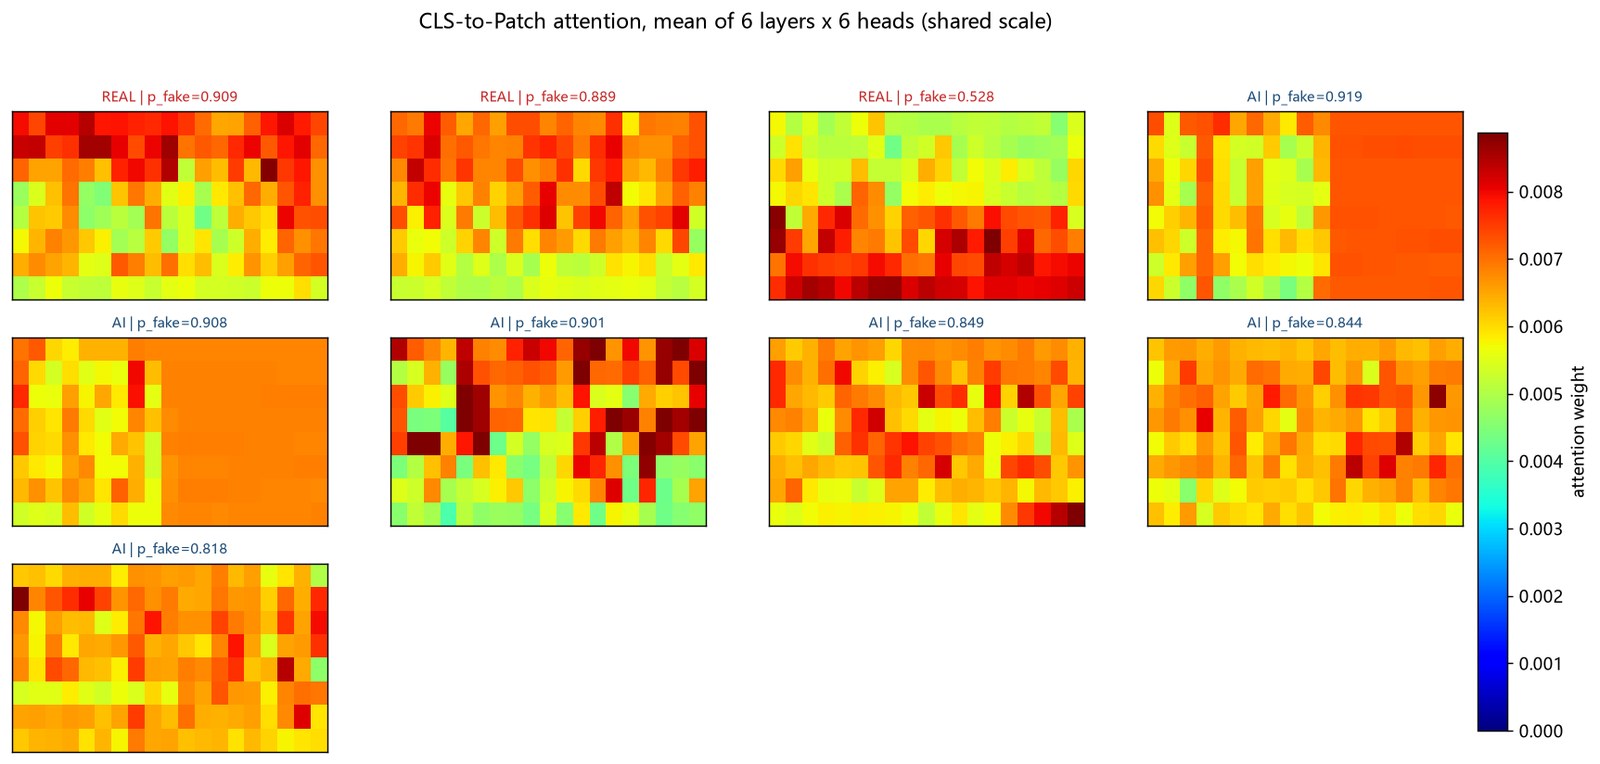 CLS-to-Patch attention, mean of 6 layers x 6 heads (shared scale)
REAL | p_fake=0.909
REAL | p_fake=0.889
REAL | p_fake=0.528
AI | p_fake=0.919
AI | p_fake=0.908
AI | p_fake=0.901
AI | p_fake=0.849
AI | p_fake=0.844
AI | p_fake=0.818
0.008
0.007
0.006
0.005
0.004
0.003
0.002
0.001
0.000
attention weight